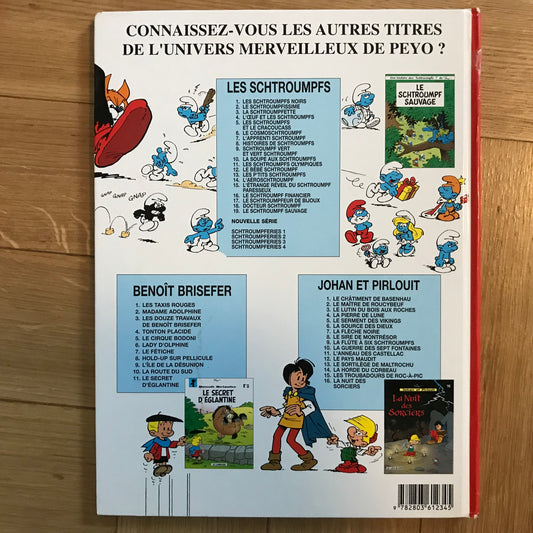 CONNAISSEZ-VOUS LES AUTRES TITRES
DE L'UNIVERS MERVEILLEUX DE PEYO ?
LES SCHTROUMPFS
1. LES SCHTROUMPFS NOIRS
2. LE SCHTROUMPFISSIME
3. LA SCHTROUMPFETTE
4. L'ŒUF ET LES SCHTROUMPFS
5. LES SCHTROUMPFS
ET LE CRACOUCASS
6. LE COSMOSCHTROUMPF
7. L'APPRENTI SCHTROUMPF
8. HISTOIRES DE SCHTROUMPFS
9. SCHTROUMPF VERT
ET VERT SCHTROUMPF
10. LA SOUPE AUX SCHTROUMPFS
11. LES SCHTROUMPFS OLYMPIQUES
12. LE BÉBÉ SCHTROUMPF
13. LES P'TITS SCHTROUMPFS
14. L'AÉROSCHTROUMPF
15. L'ÉTRANGE RÉVEIL DU SCHTROUMPF
PARESSEUX
16. LE SCHTROUMPF FINANCIER
17. LE SCHTROUMPFEUR DE BIJOUX
18. DOCTEUR SCHTROUMPF
19. LE SCHTROUMPF SAUVAGE
NOUVELLE SÉRIE
SCHTROUMPFERIES 1
SCHTROUMPFERIES 2
SCHTROUMPFERIES 3
SCHTROUMPFERIES 4
LE SCHTROUMPF
SAUVAGE
GNAP
GNAP
GNAP
BENOÎT BRISEFER
1. LES TAXIS ROUGES
2. MADAME ADOLPHINE
3. LES DOUZE TRAVAUX
DE BENOÎT BRISEFER
4. TONTON PLACIDE
5. LE CIRQUE BODONI
6. LADY D'OLPHINE
7. LE FÉTICHE
8. HOLD-UP SUR PELLICULE
9. L'ÎLE DE LA DÉSUNION
10. LA ROUTE DU SUD
11. LE SECRET
D'ÉGLANTINE
Benoît Brisefer
LE SECRET
D'ÉGLANTINE
JOHAN ET PIRLOUIT
1. LE CHÂTIMENT DE BASENHAU
2. LE MAÎTRE DE ROUCYBEUF
3. LE LUTIN DU BOIS AUX ROCHES
4. LA PIERRE DE LUNE
5. LE SERMENT DES VIKINGS
6. LA SOURCE DES DIEUX
7. LA FLÈCHE NOIRE
8. LE SIRE DE MONTRÉSOR
9. LA FLÛTE A SIX SCHTROUMPFS
10. LA GUERRE DES SEPT FONTAINES
11. L'ANNEAU DES CASTELLAC
12. LE PAYS MAUDIT
13. LE SORTILÈGE DE MALTROCHU
14. LA HORDE DU CORBEAU
15. LES TROUBADOURS DE ROC-À-PIC
16. LA NUIT DES
SORCIERS
Johan et Pirlouit
La Nuit
des
Sorciers
9 782803 612345